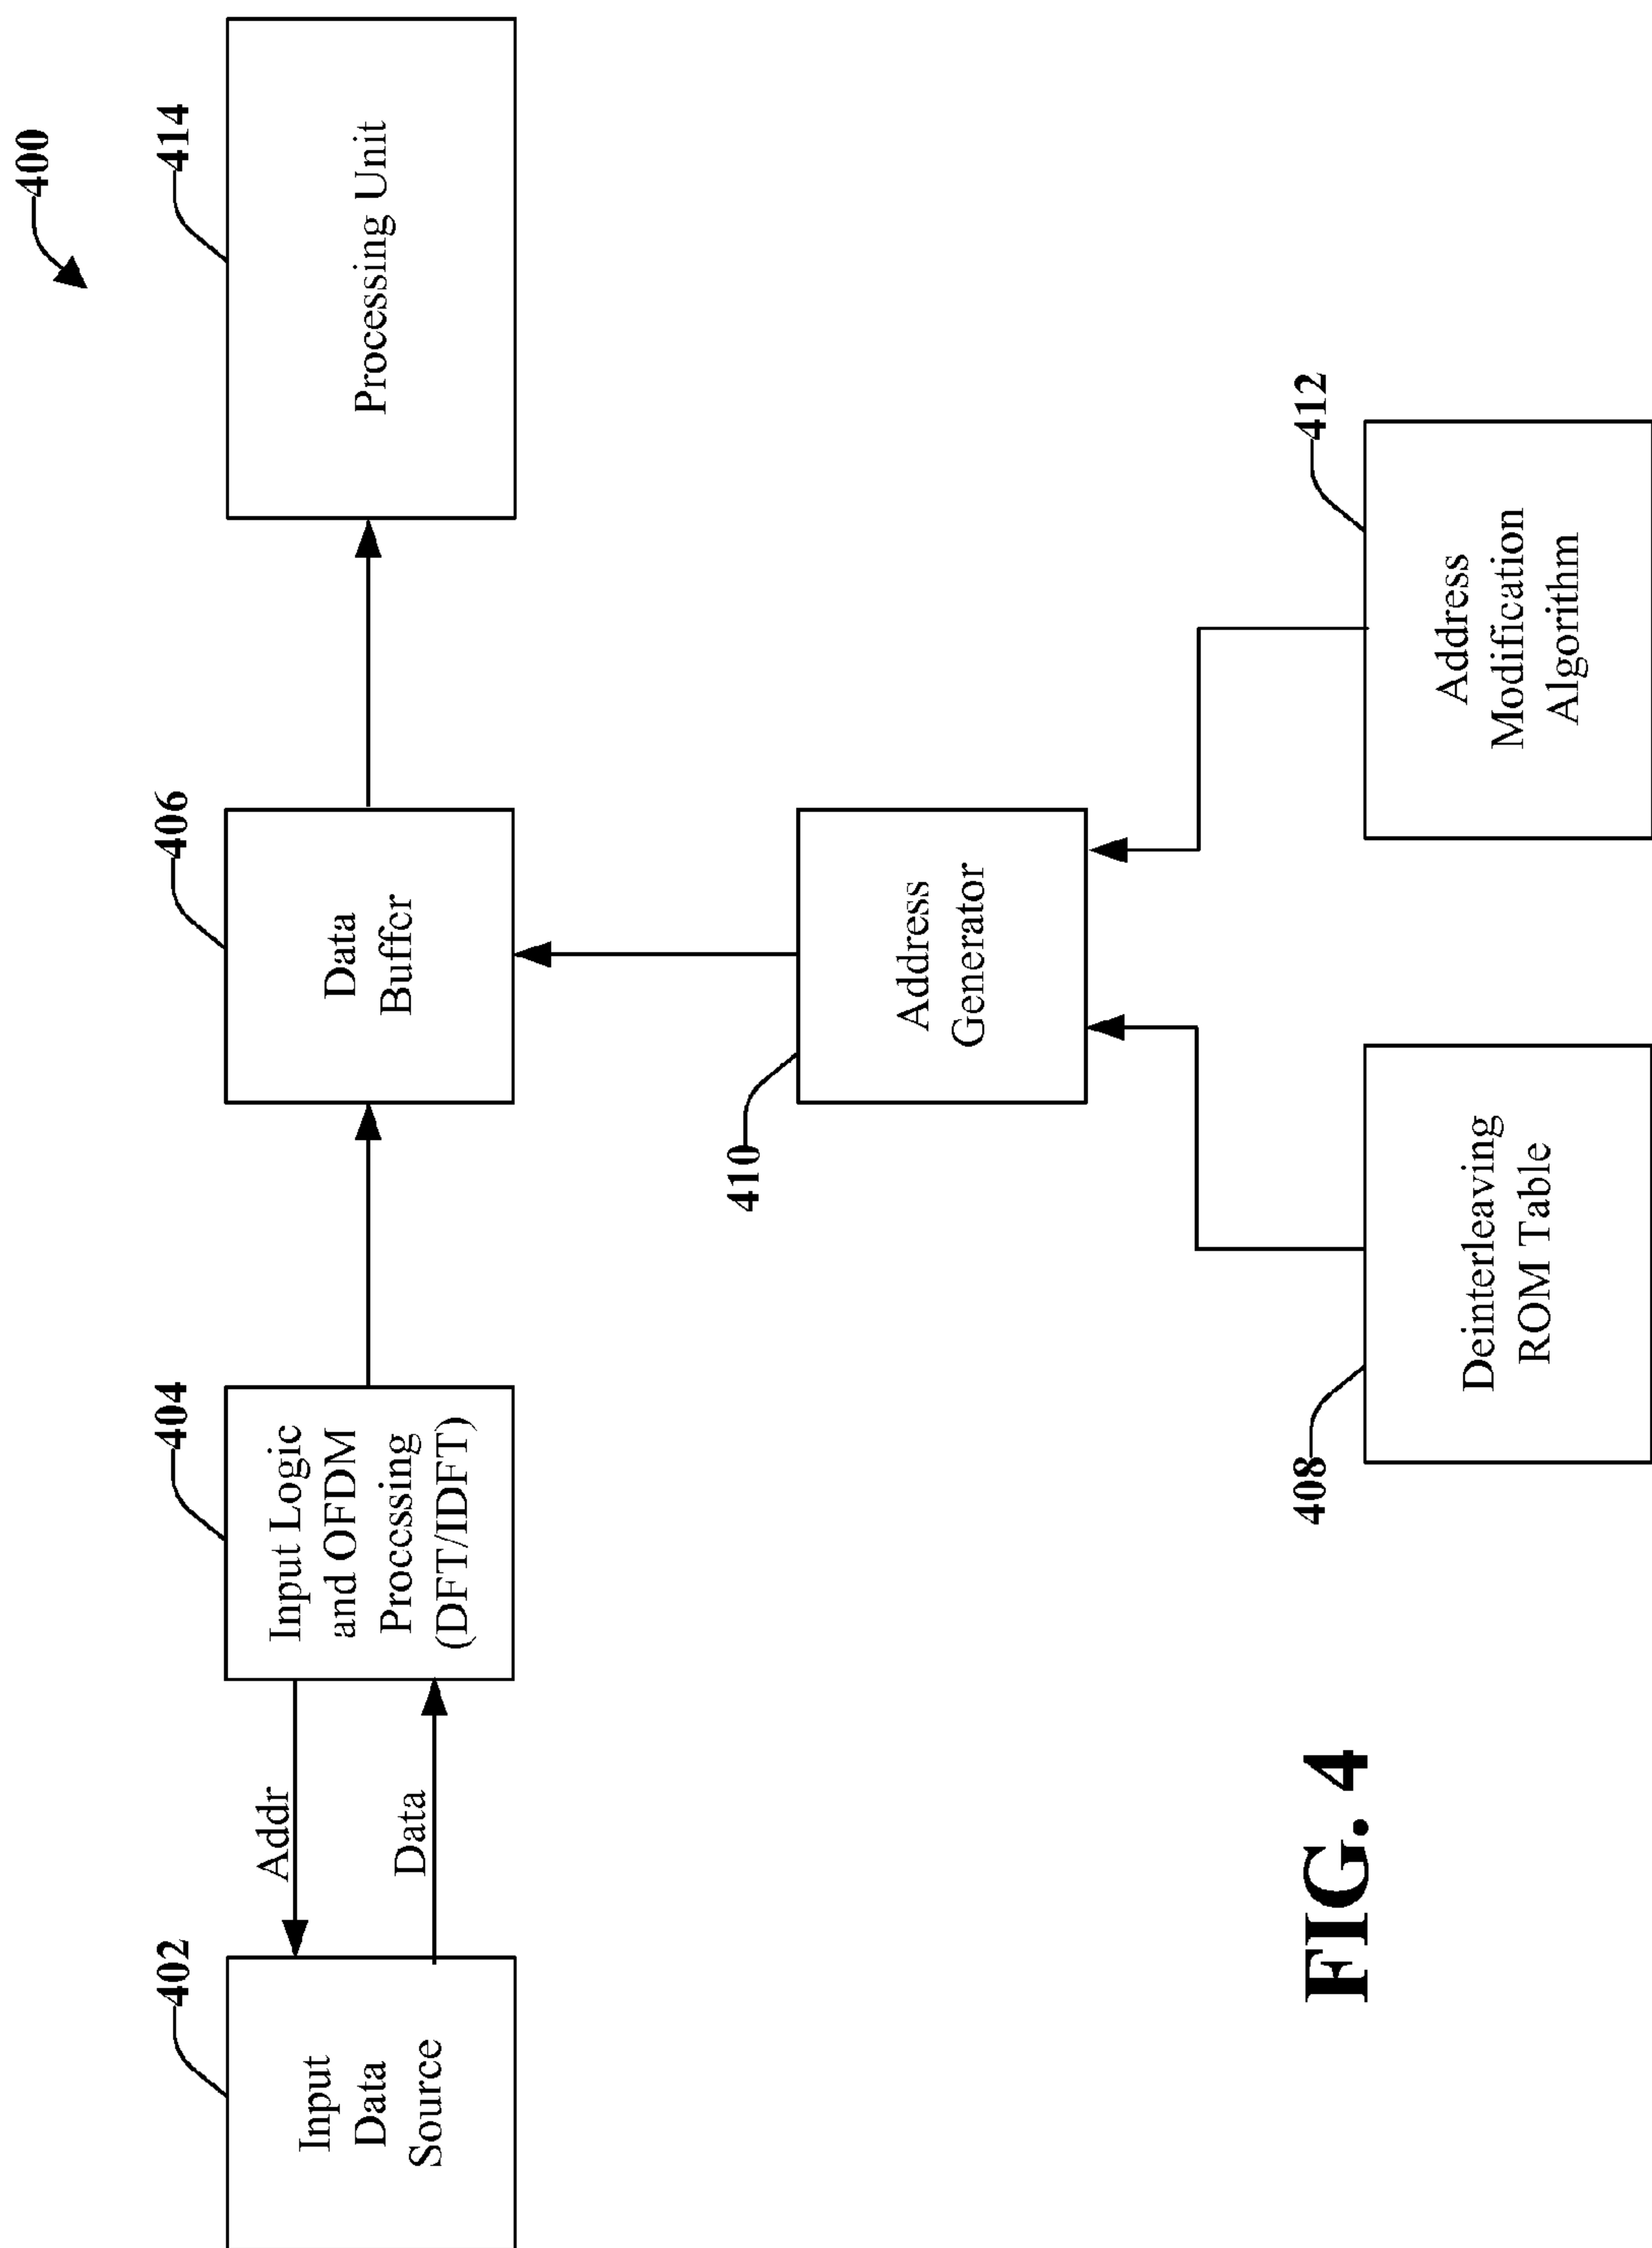 400
402
Input
Data
Source
Addr
Data
404
Input Logic
and OFDM
Processing
(DFT/IDFT)
406
Data
Buffer
414
Processing Unit
410
Address
Generator
408
Deinterleaving
ROM Table
412
Address
Modification
Algorithm
FIG. 4